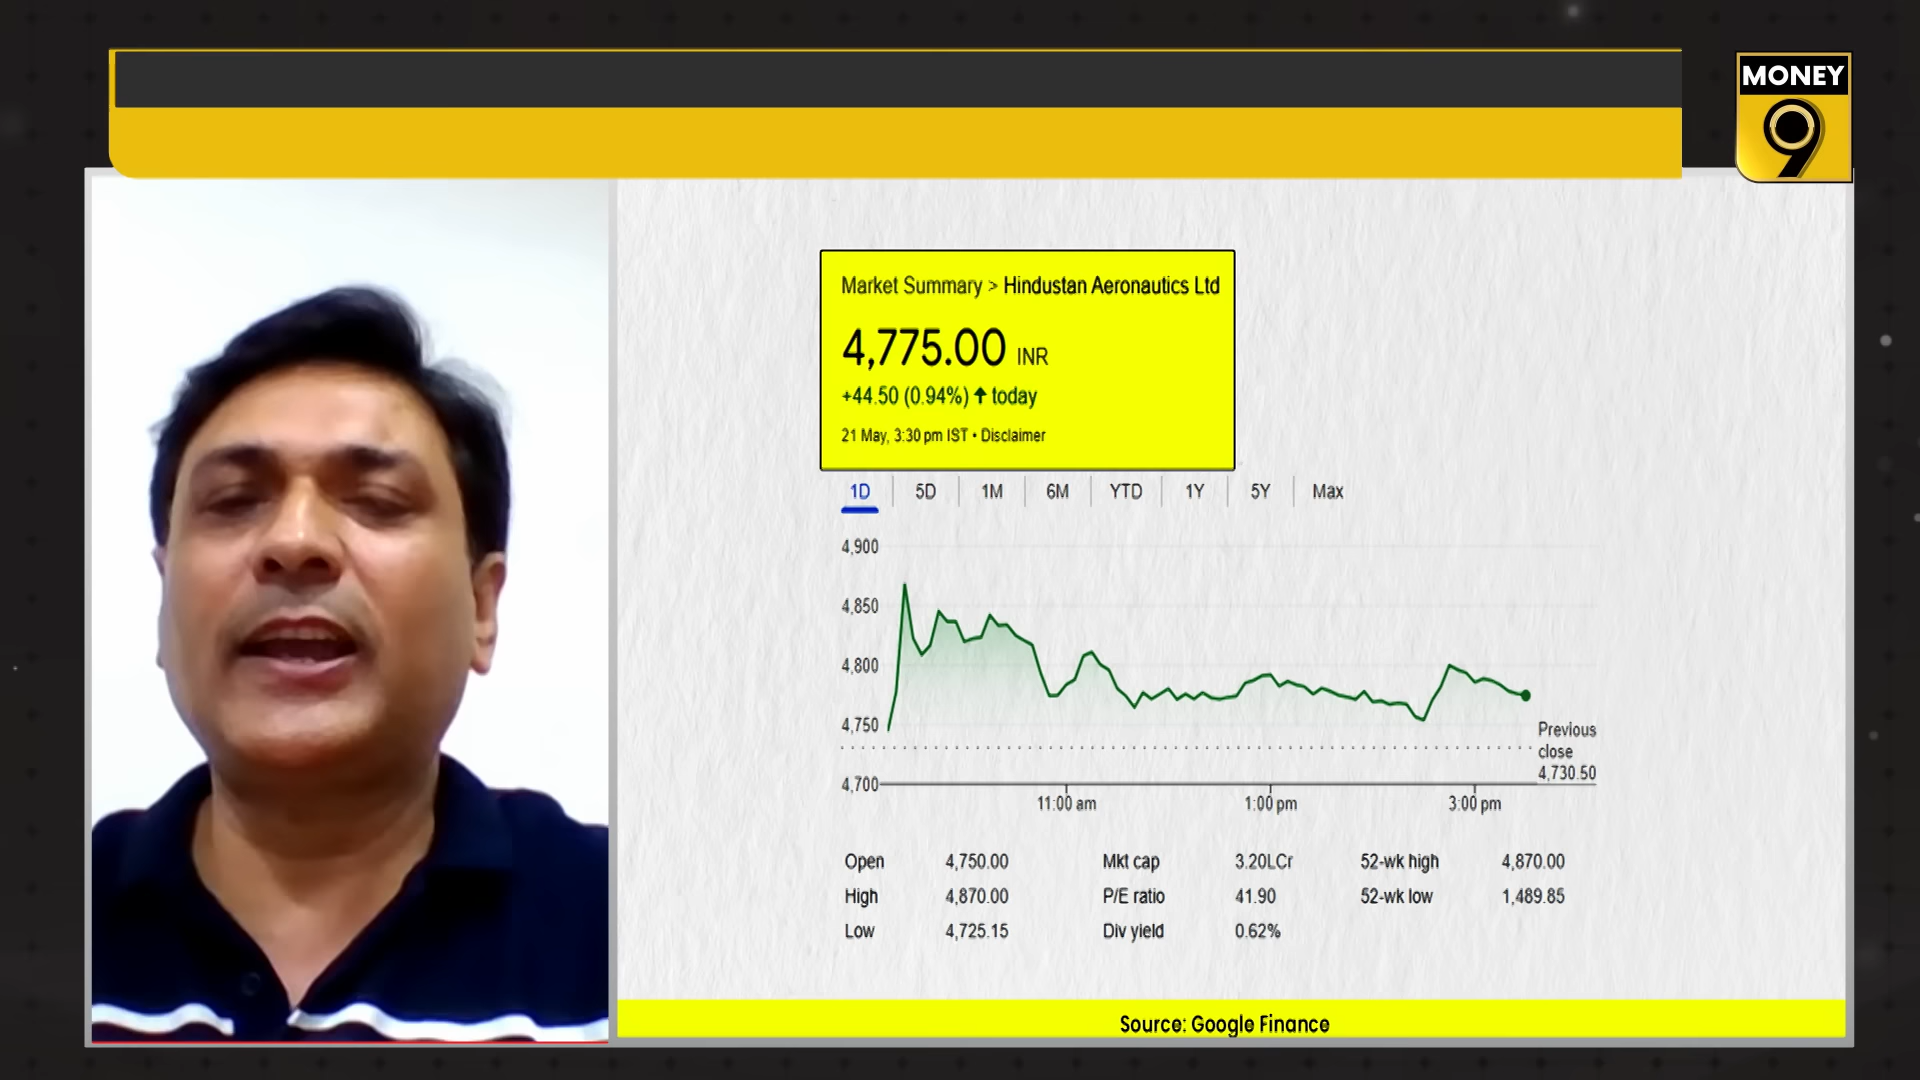 MONEY
9
Market Summary > Hindustan Aeronautics Ltd
4,775.00 INR
+44.50 (0.94%) ↑ today
21 May, 3:30 pm IST • Disclaimer
1D 5D 1M 6M YTD 1Y 5Y Max
4,900
4,850
4,800
4,750
4,700
Previous
close
4,730.50
11:00 am 1:00 pm 3:00 pm
Open 4,750.00 Mkt cap 3.20LCr 52-wk high 4,870.00
High 4,870.00 P/E ratio 41.90 52-wk low 1,489.85
Low 4,725.15 Div yield 0.62%
Source: Google Finance